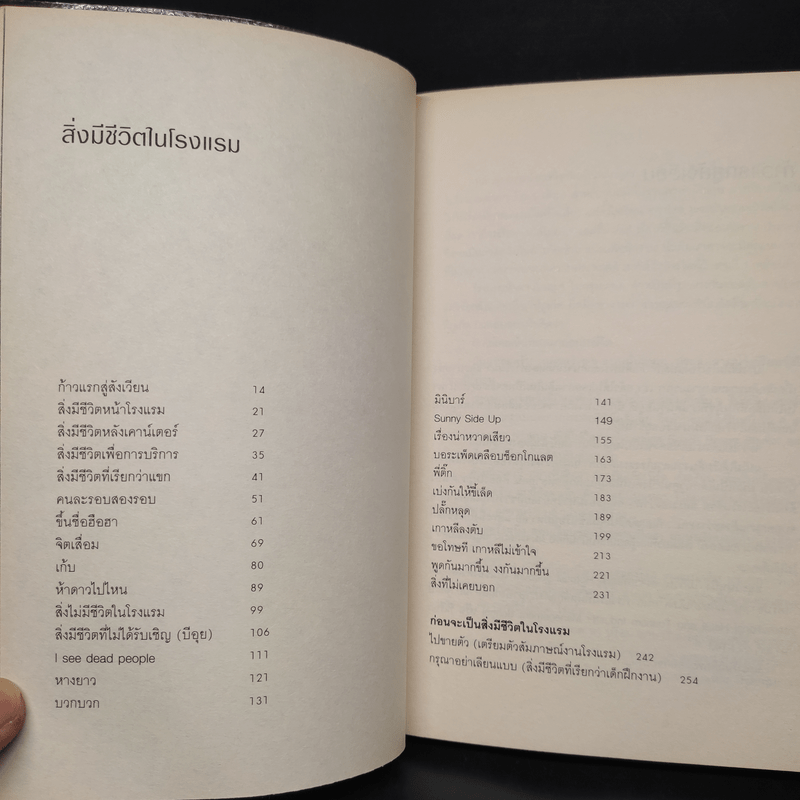 สิ่งมีชีวิตในโรงแรม
ก้าวแรกสู่สังเวียน 14
สิ่งมีชีวิตหน้าโรงแรม 21
สิ่งมีชีวิตหลังเคาน์เตอร์ 27
สิ่งมีชีวิตเพื่อการบริการ 35
สิ่งมีชีวิตที่เรียกว่าแขก 41
คนละรอบสองรอบ 51
ขึ้นชื่อฮือฮา 61
จิตเสื่อม 69
เก้บ 80
ห้าดาวไปไหน 89
สิ่งไม่มีชีวิตในโรงแรม 99
สิ่งมีชีวิตที่ไม่ได้รับเชิญ (บีอุย) 106
I see dead people 111
หางยาว 121
บวกบวก 131
มินิบาร์ 141
Sunny Side Up 149
เรื่องน่าหวาดเสียว 155
บอระเพ็ดเคลือบช็อกโกแลต 163
พี่ติ๊ก 173
เบ่งกันให้ขี้เล็ด 183
ปลั๊กหลุด 189
เกาหลีลงตับ 199
ขอโทษที เกาหลีไม่เข้าใจ 213
พูดกันมากขึ้น งงกันมากขึ้น 221
สิ่งที่ไม่เคยบอก 231
ก่อนจะเป็นสิ่งมีชีวิตในโรงแรม
ไปขายตัว (เตรียมตัวสัมภาษณ์งานโรงแรม) 242
กรุณาอย่าเลียนแบบ (สิ่งมีชีวิตที่เรียกว่าเด็กฝึกงาน) 254